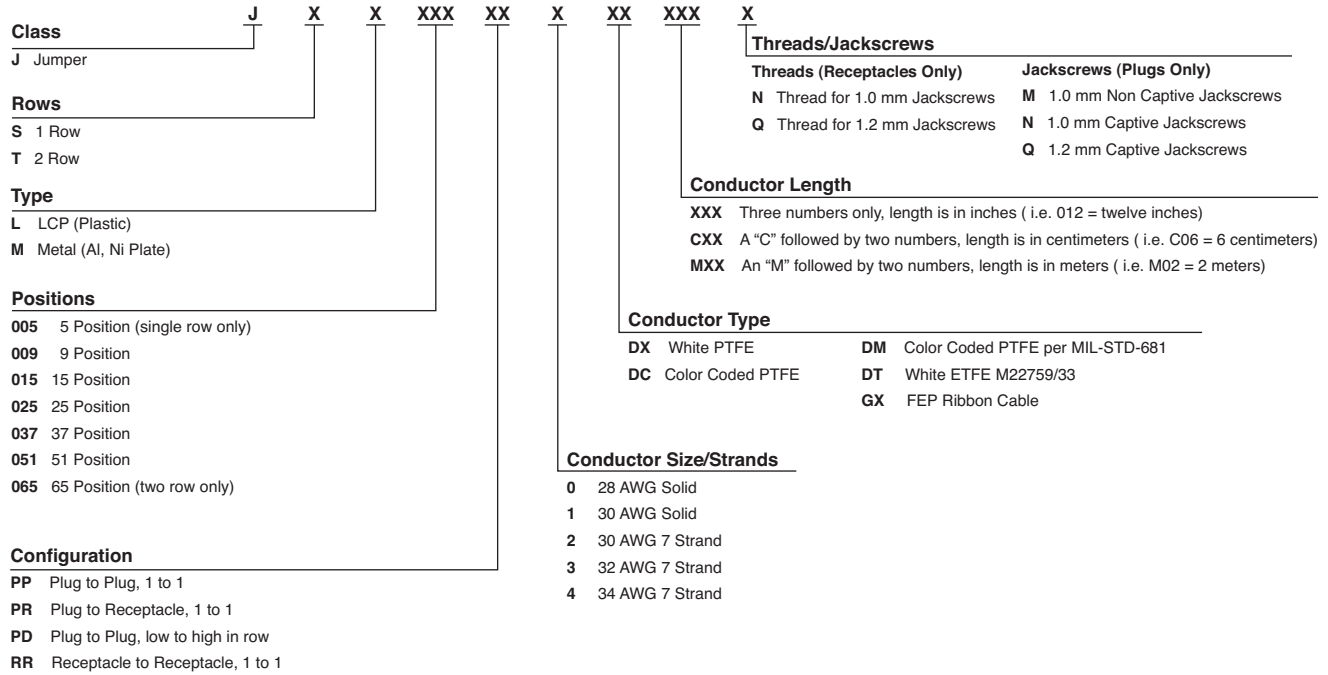 J X X XXX XX X XX XXX X
Class
J Jumper
Rows
S 1 Row
T 2 Row
Type
L LCP (Plastic)
M Metal (Al, Ni Plate)
Positions
005 5 Position (single row only)
009 9 Position
015 15 Position
025 25 Position
037 37 Position
051 51 Position
065 65 Position (two row only)
Configuration
PP Plug to Plug, 1 to 1
PR Plug to Receptacle, 1 to 1
PD Plug to Plug, low to high in row
RR Receptacle to Receptacle, 1 to 1
Threads/Jackscrews
Threads (Receptacles Only)
N Thread for 1.0 mm Jackscrews
Q Thread for 1.2 mm Jackscrews
Jackscrews (Plugs Only)
M 1.0 mm Non Captive Jackscrews
N 1.0 mm Captive Jackscrews
Q 1.2 mm Captive Jackscrews
Conductor Length
XXX Three numbers only, length is in inches ( i.e. 012 = twelve inches)
CXX A “C” followed by two numbers, length is in centimeters ( i.e. C06 = 6 centimeters)
MXX An “M” followed by two numbers, length is in meters ( i.e. M02 = 2 meters)
Conductor Type
DX White PTFE
DC Color Coded PTFE
DM Color Coded PTFE per MIL-STD-681
DT White ETFE M22759/33
GX FEP Ribbon Cable
Conductor Size/Strands
0 28 AWG Solid
1 30 AWG Solid
2 30 AWG 7 Strand
3 32 AWG 7 Strand
4 34 AWG 7 Strand